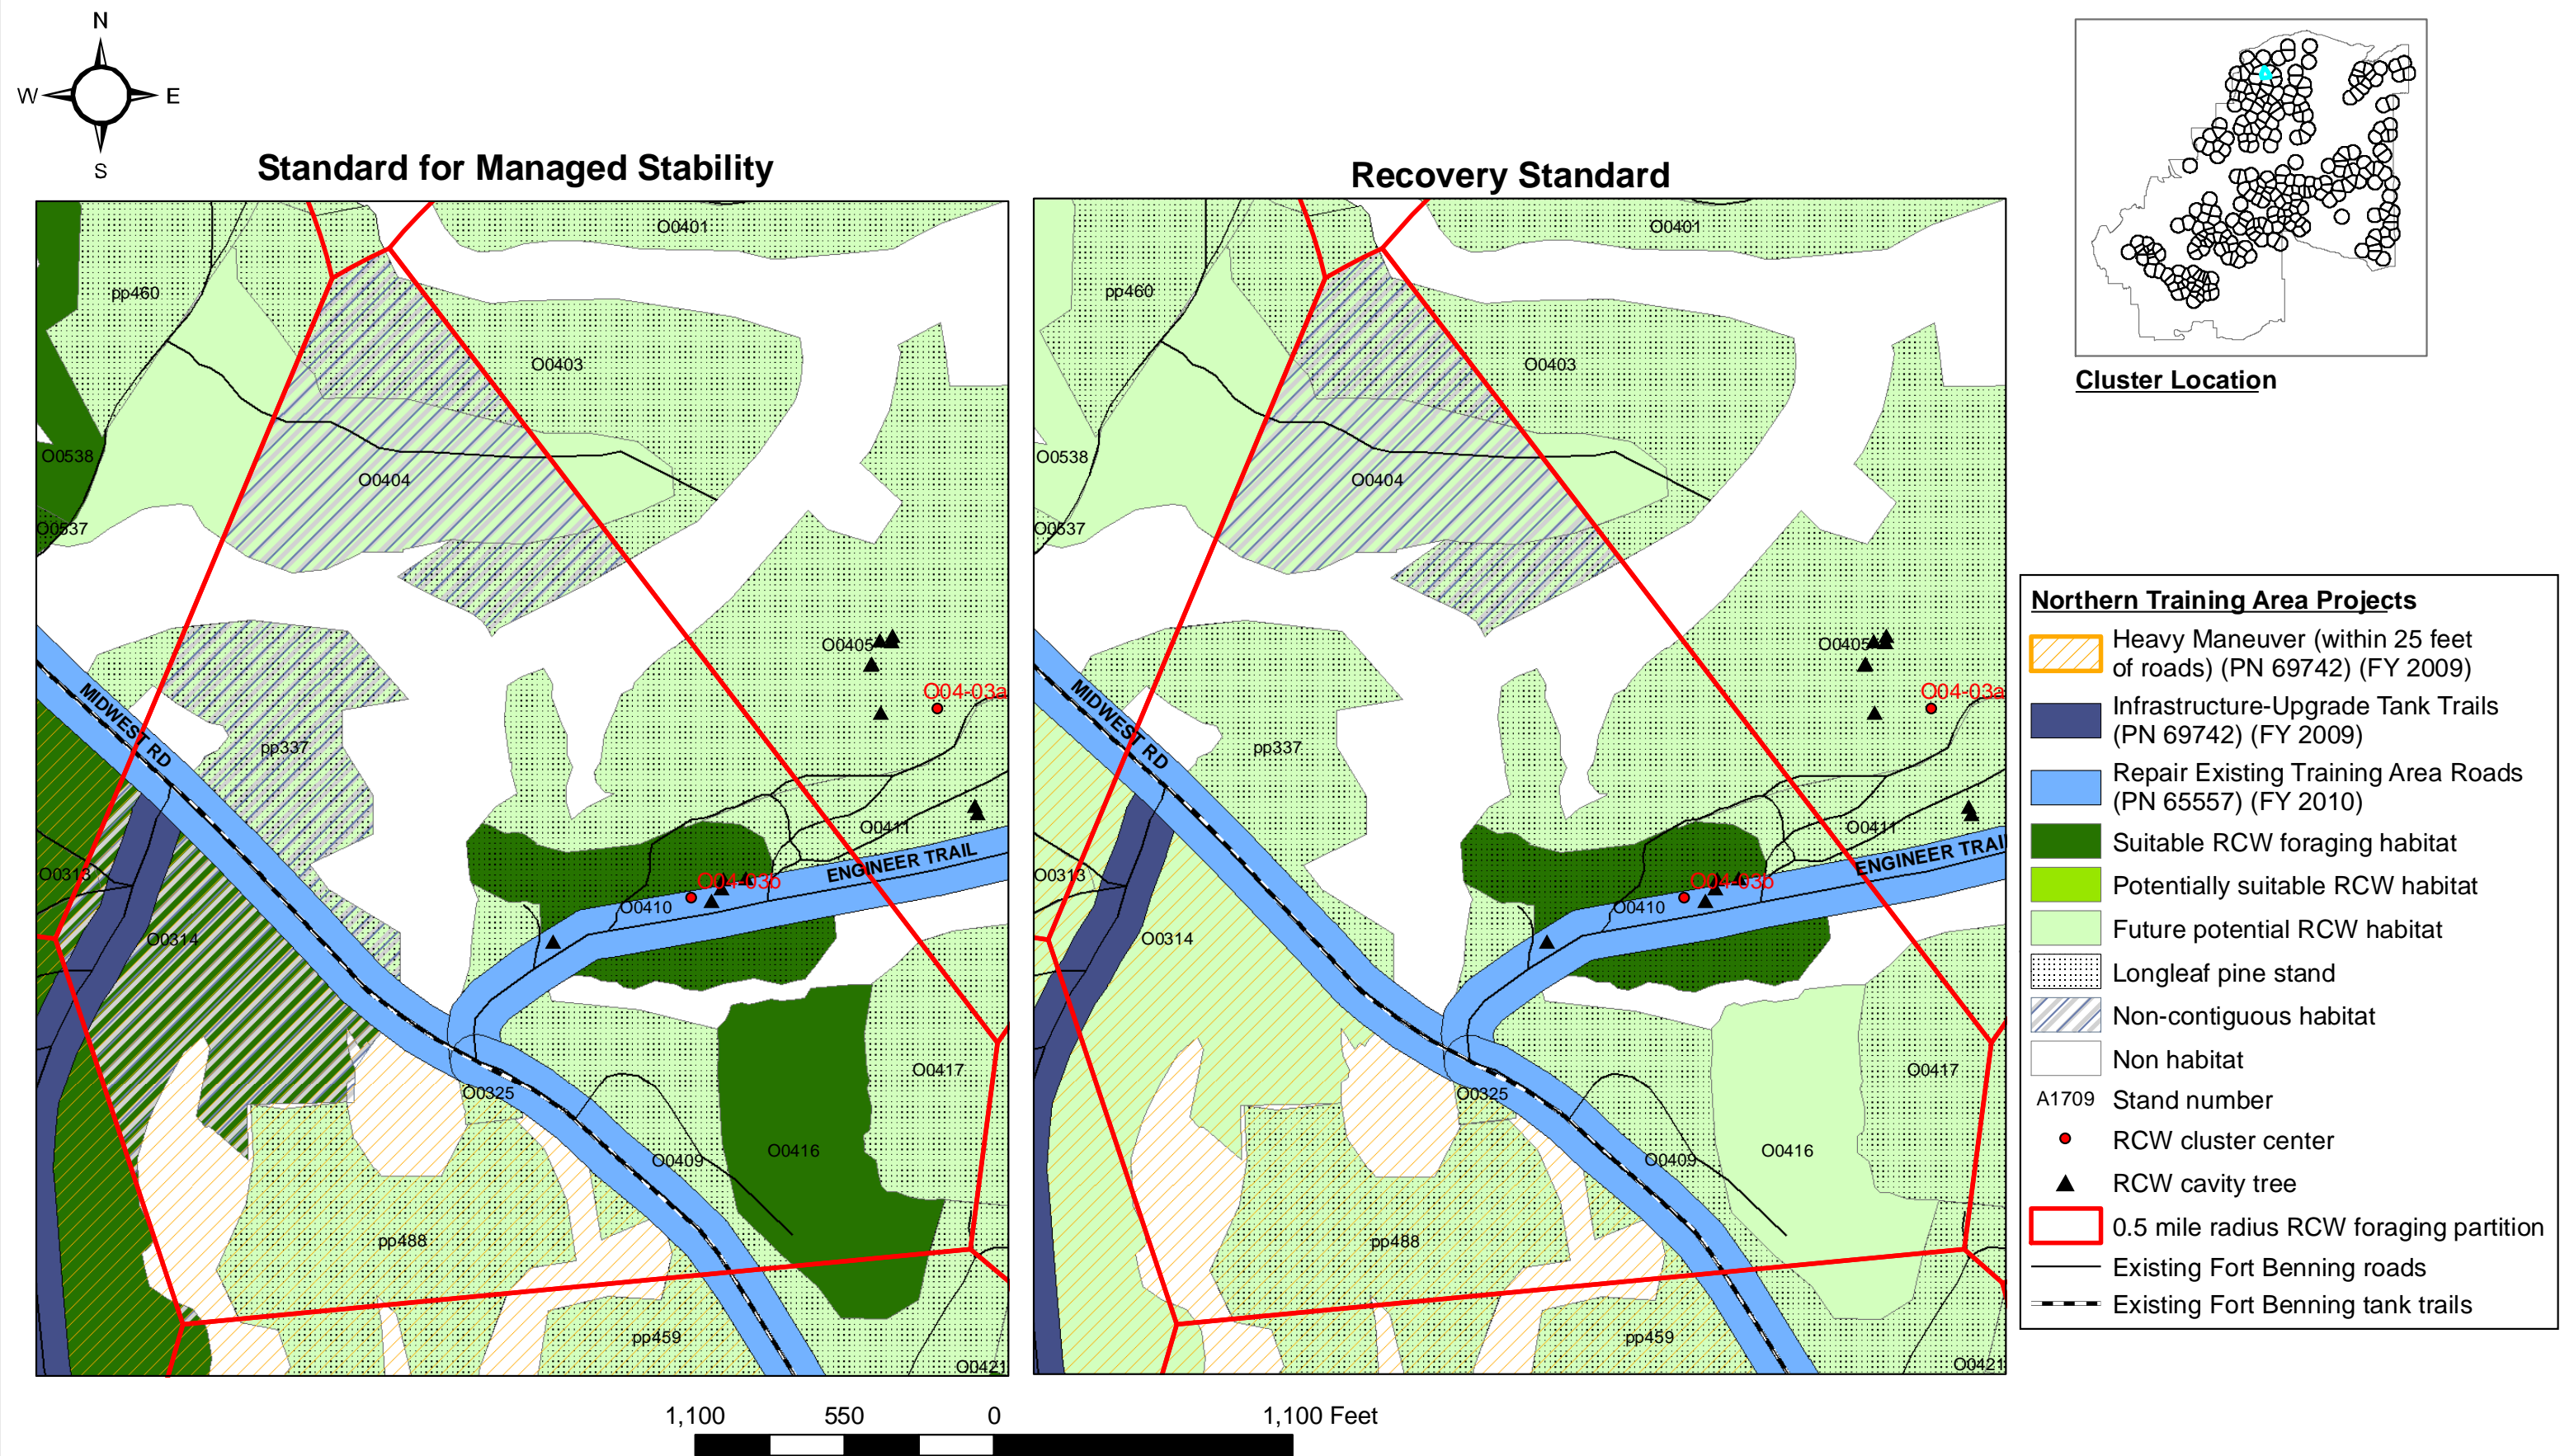 N
W E
S
Standard for Managed Stability
Recovery Standard
Cluster Location
O0401
pp460
O0403
O0538
O0404
O0537
O0405
O04-03a
MIDWEST RD
pp337
O0411
ENGINEER TRAIL
O0313
O04-03b
O0410
O0314
O0417
O0325
O0416
O0409
pp488
pp459
O0421
O0401
pp460
O0403
O0538
O0404
O0537
O0405
O04-03a
MIDWEST RD
pp337
O0411
ENGINEER TRAI
O0313
O04-03b
O0410
O0314
O0417
O0325
O0416
O0409
pp488
pp459
O0421
Northern Training Area Projects
Heavy Maneuver (within 25 feet
of roads) (PN 69742) (FY 2009)
Infrastructure-Upgrade Tank Trails
(PN 69742) (FY 2009)
Repair Existing Training Area Roads
(PN 65557) (FY 2010)
Suitable RCW foraging habitat
Potentially suitable RCW habitat
Future potential RCW habitat
Longleaf pine stand
Non-contiguous habitat
Non habitat
A1709 Stand number
RCW cluster center
RCW cavity tree
0.5 mile radius RCW foraging partition
Existing Fort Benning roads
Existing Fort Benning tank trails
1,100 550 0 1,100 Feet